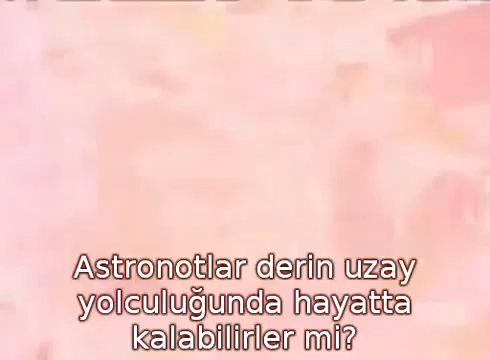 Astronotlar derin uzay
yolculuğunda hayatta
kalabilirler mi?